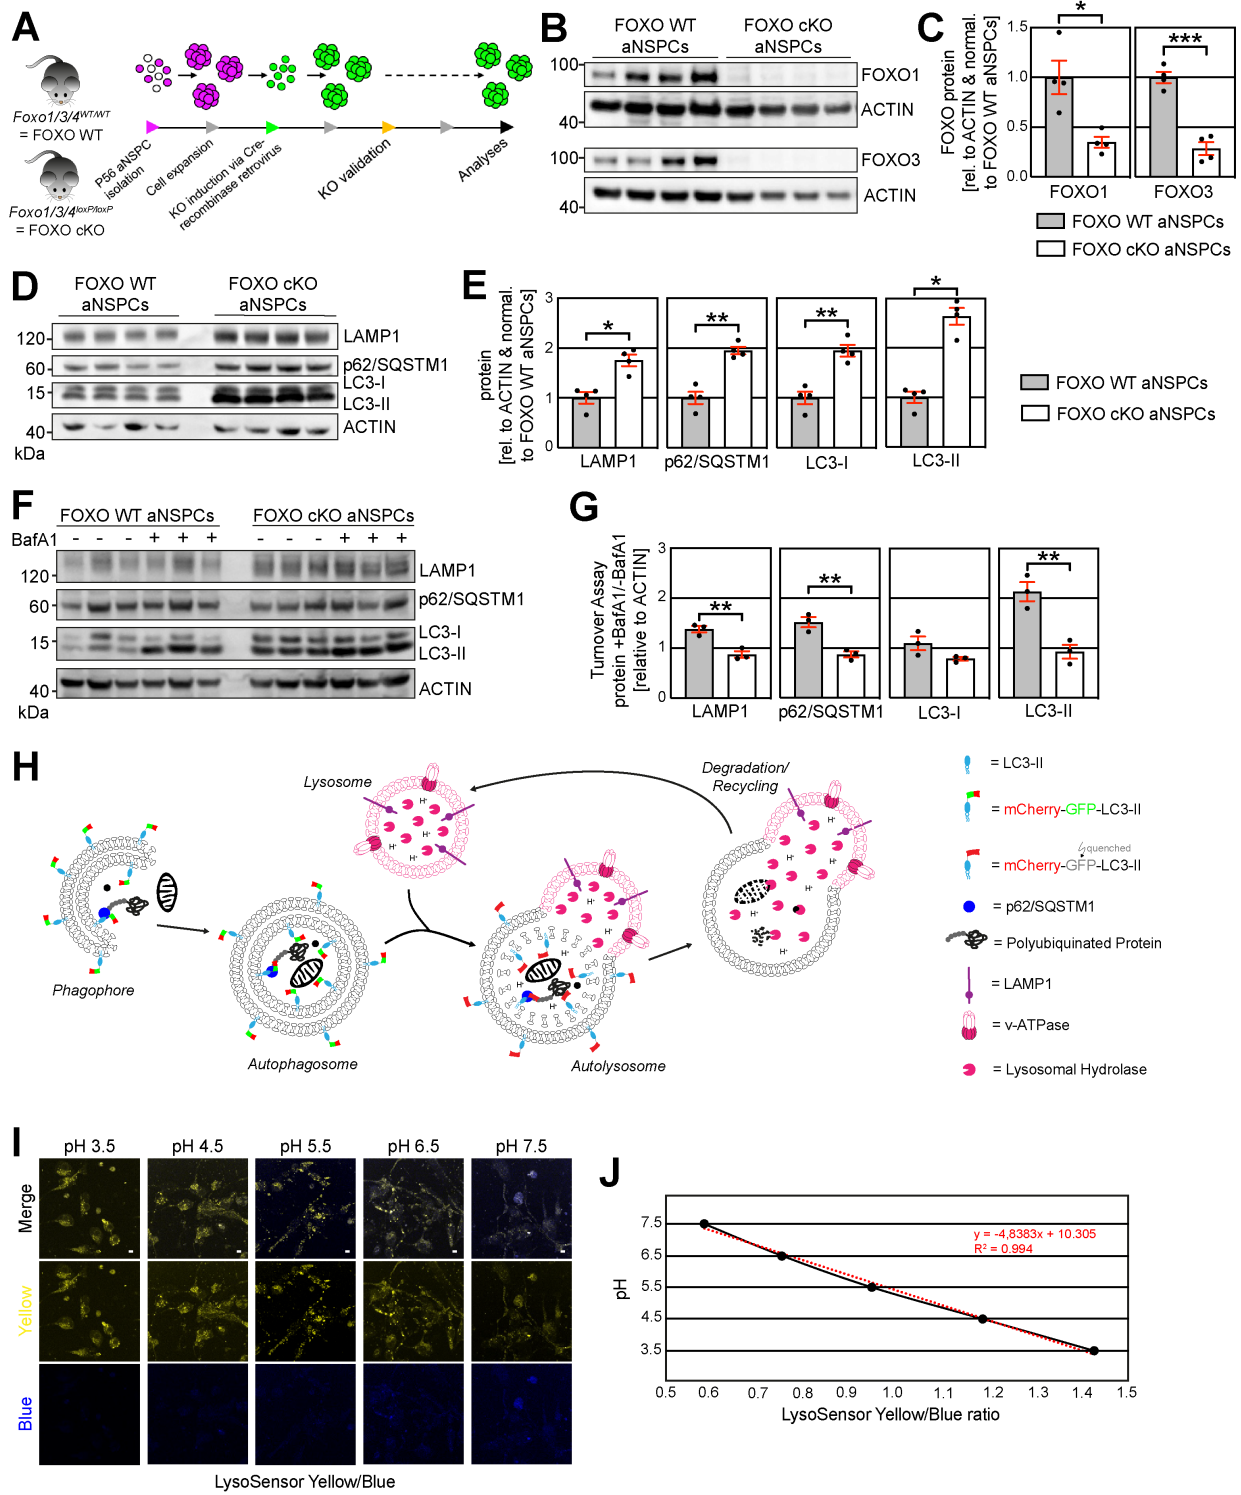 A
Foxo1/3/4WT/WT
= FOXO WT
Foxo1/3/4loxP/loxP
= FOXO cKO
P56 aNSPC
isolation
Cell expansion
KO induction via Cre-
recombinase retrovirus
KO validation
Analyses
B
FOXO WT
aNSPCs
FOXO cKO
aNSPCs
100
FOXO1
ACTIN
40
100
FOXO3
ACTIN
40
C
FOXO protein
[rel. to ACTIN & normal.
to FOXO WT aNSPCs]
1.5
1.0
0.5
0.0
*
***
FOXO1
FOXO3
FOXO WT aNSPCs
FOXO cKO aNSPCs
D
FOXO WT
aNSPCs
FOXO cKO
aNSPCs
120
LAMP1
60
p62/SQSTM1
15
LC3-I
LC3-II
40
ACTIN
kDa
E
protein
[rel. to ACTIN & normal.
to FOXO WT aNSPCs]
3
2
1
0
*
**
**
*
LAMP1
p62/SQSTM1
LC3-I
LC3-II
FOXO WT aNSPCs
FOXO cKO aNSPCs
F
FOXO WT aNSPCs
FOXO cKO aNSPCs
BafA1 - - - + + + - - - + + +
120
LAMP1
60
p62/SQSTM1
15
LC3-I
LC3-II
40
ACTIN
kDa
G
Turnover Assay
protein +BafA1/-BafA1
[relative to ACTIN]
3
2
1
0
**
**
**
LAMP1
p62/SQSTM1
LC3-I
LC3-II
H
Lysosome
H+
H+
H+
H+
Degradation/
Recycling
H+
H+
H+
H+
H+
Phagophore
Autophagosome
H+
H+
H+
H+
H+
Autolysosome
= LC3-II
= mCherry-GFP-LC3-II
quenched
= mCherry-GFP-LC3-II
= p62/SQSTM1
= Polyubiquinated Protein
= LAMP1
= v-ATPase
= Lysosomal Hydrolase
I
pH 3.5
pH 4.5
pH 5.5
pH 6.5
pH 7.5
Merge
Yellow
Blue
LysoSensor Yellow/Blue
J
pH
7.5
6.5
5.5
4.5
3.5
y = -4,8383x + 10.305
R2 = 0.994
0.5 0.6 0.7 0.8 0.9 1.0 1.1 1.2 1.3 1.4 1.5
LysoSensor Yellow/Blue ratio